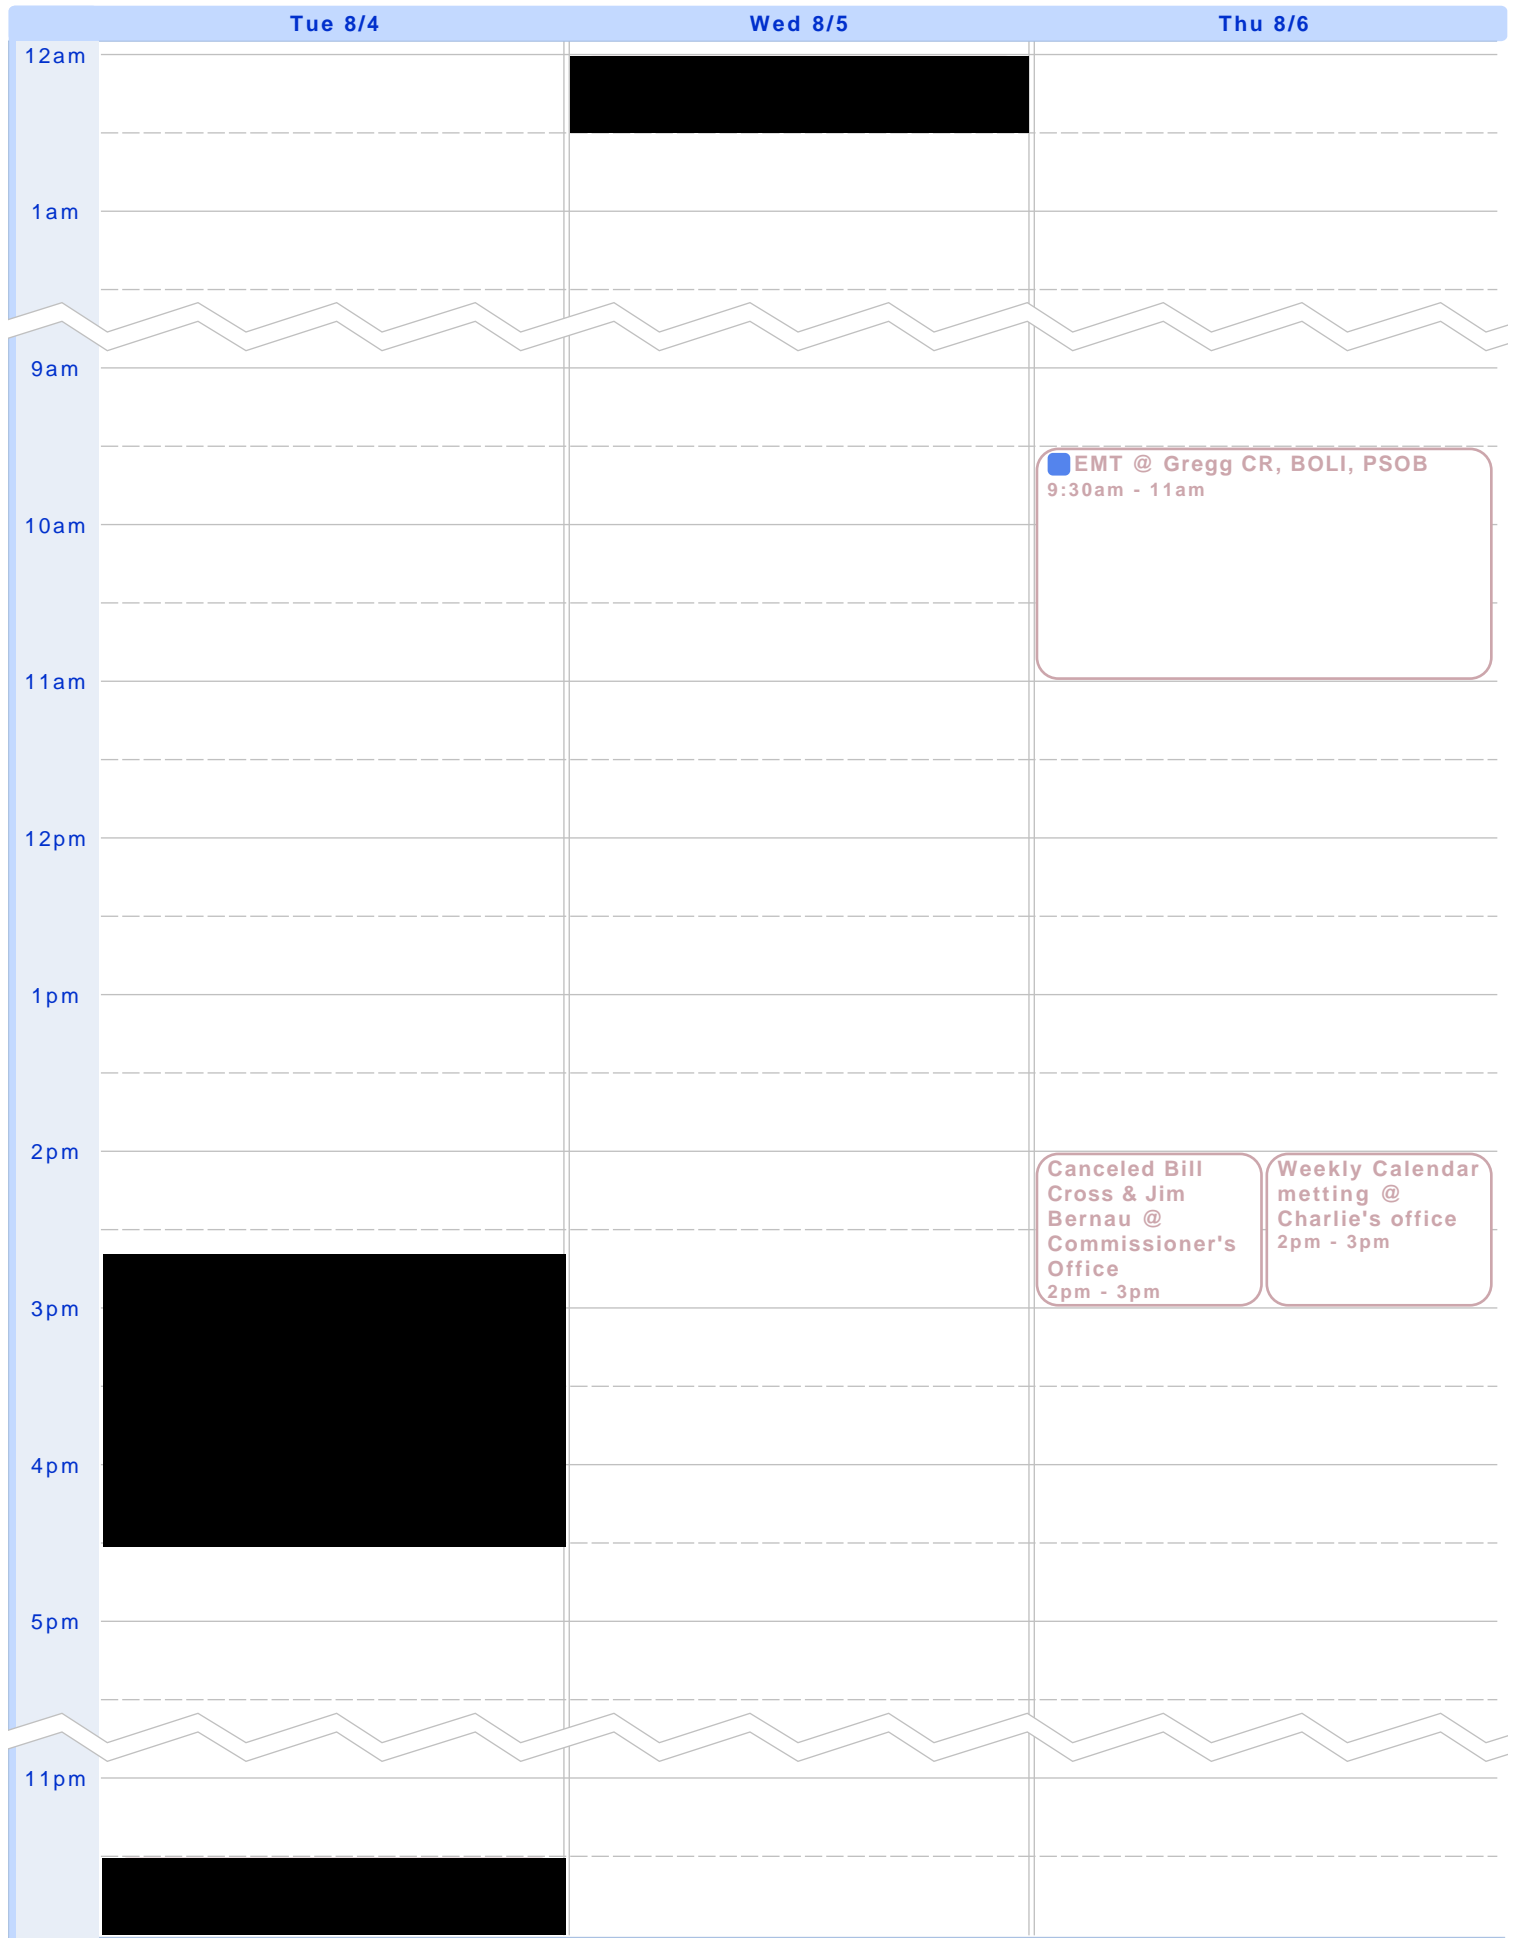 Tue 8/4 Wed 8/5 Thu 8/6
12am
1am
9am
EMT @ Gregg CR, BOLI, PSOB
9:30am - 11am
10am
11am
12pm
1pm
2pm
Canceled Bill
Cross & Jim
Bernau @
Commissioner's
Office
2pm - 3pm
Weekly Calendar
metting @
Charlie's office
2pm - 3pm
3pm
4pm
5pm
11pm